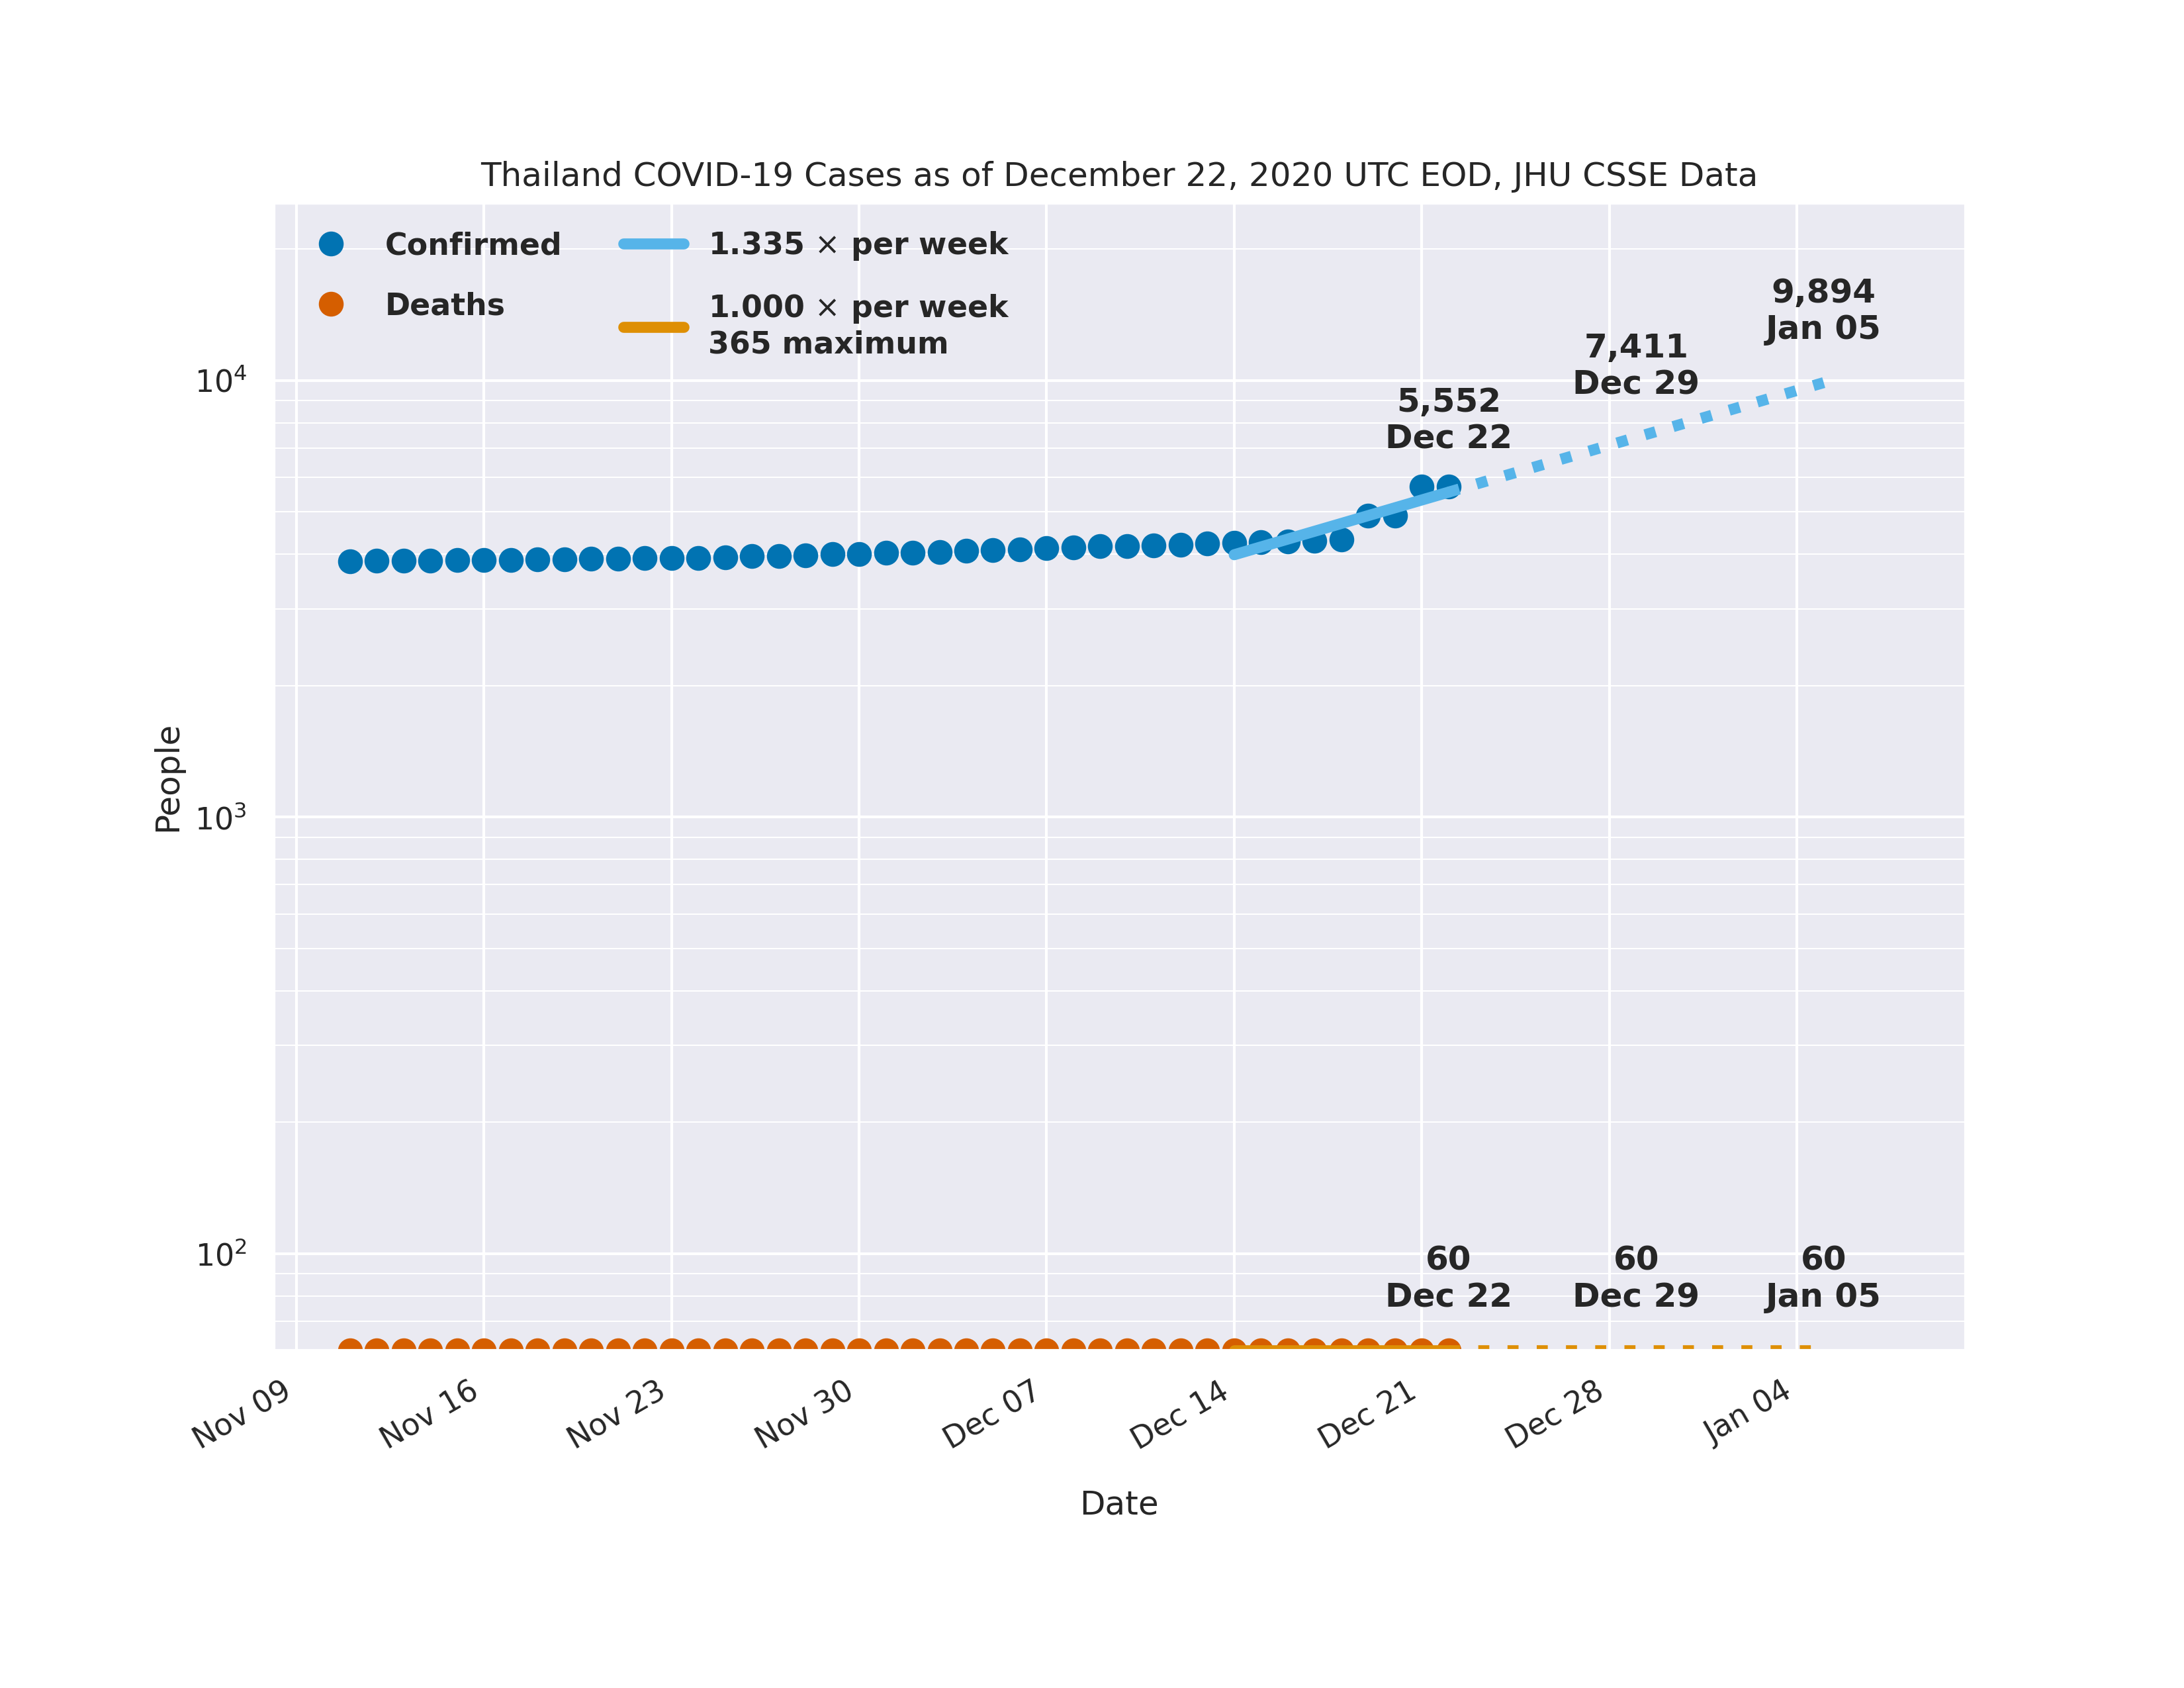 Thailand COVID-19 Cases as of December 22, 2020 UTC EOD, JHU CSSE Data
Confirmed
Deaths
1.335 × per week
1.000 × per week
365 maximum
9,894
Jan 05
7,411
Dec 29
5,552
Dec 22
10⁴
10³
10²
People
60
Dec 22
60
Dec 29
60
Jan 05
Nov 09
Nov 16
Nov 23
Nov 30
Dec 07
Dec 14
Dec 21
Dec 28
Jan 04
Date